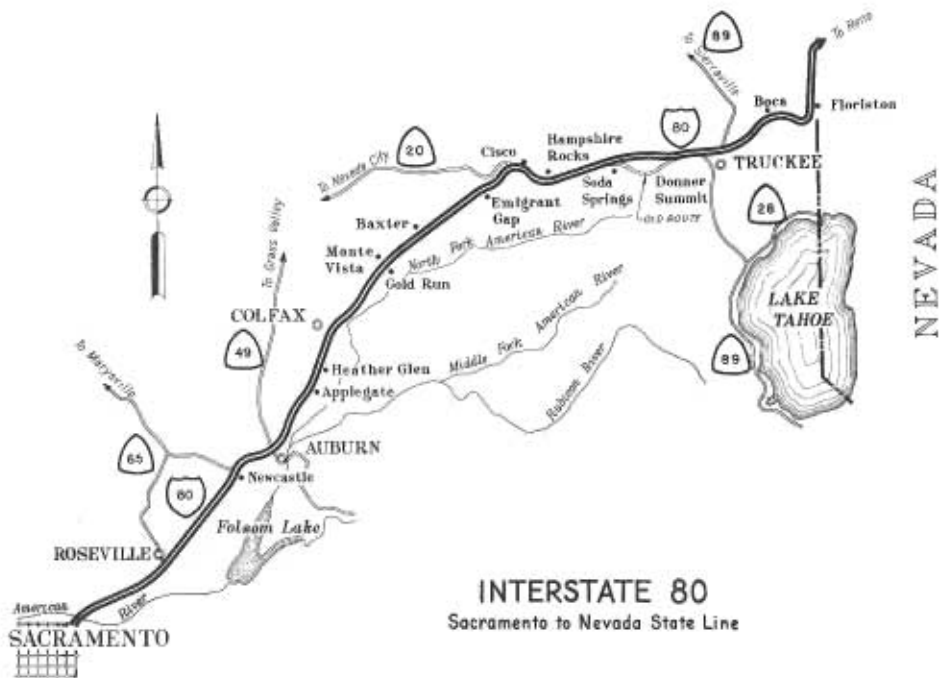 89
To Reno
To Sierraville
Boca
Floriston
80
Hampshire
Rocks
20
Cisco
TRUCKEE
To Nevada City
Soda
Springs
Donner
Summit
NEVADA
Emigrant
Gap
28
OLD ROUTE
Baxter
North Fork American River
Monte
Vista
To Grass Valley
Gold Run
LAKE
TAHOE
COLFAX
Middle Fork American River
49
89
Heather Glen
Rubicon River
To Marysville
Applegate
AUBURN
65
Newcastle
80
Folsom Lake
ROSEVILLE
INTERSTATE 80
American River
Sacramento to Nevada State Line
SACRAMENTO